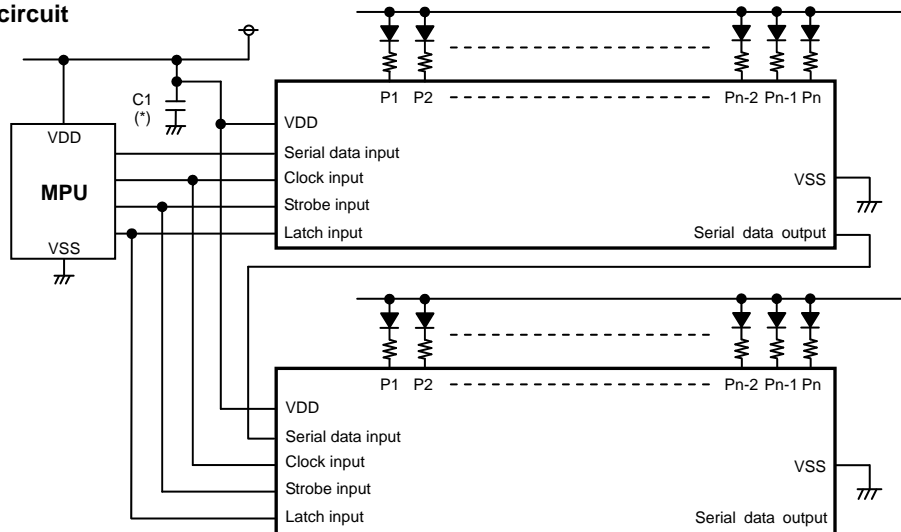 circuit
C1
(*)
VDD
MPU
VSS
P1 P2 Pn-2 Pn-1 Pn
VDD
Serial data input
Clock input
Strobe input
Latch input
VSS
Serial data output
P1 P2 Pn-2 Pn-1 Pn
VDD
Serial data input
Clock input
Strobe input
Latch input
VSS
Serial data output